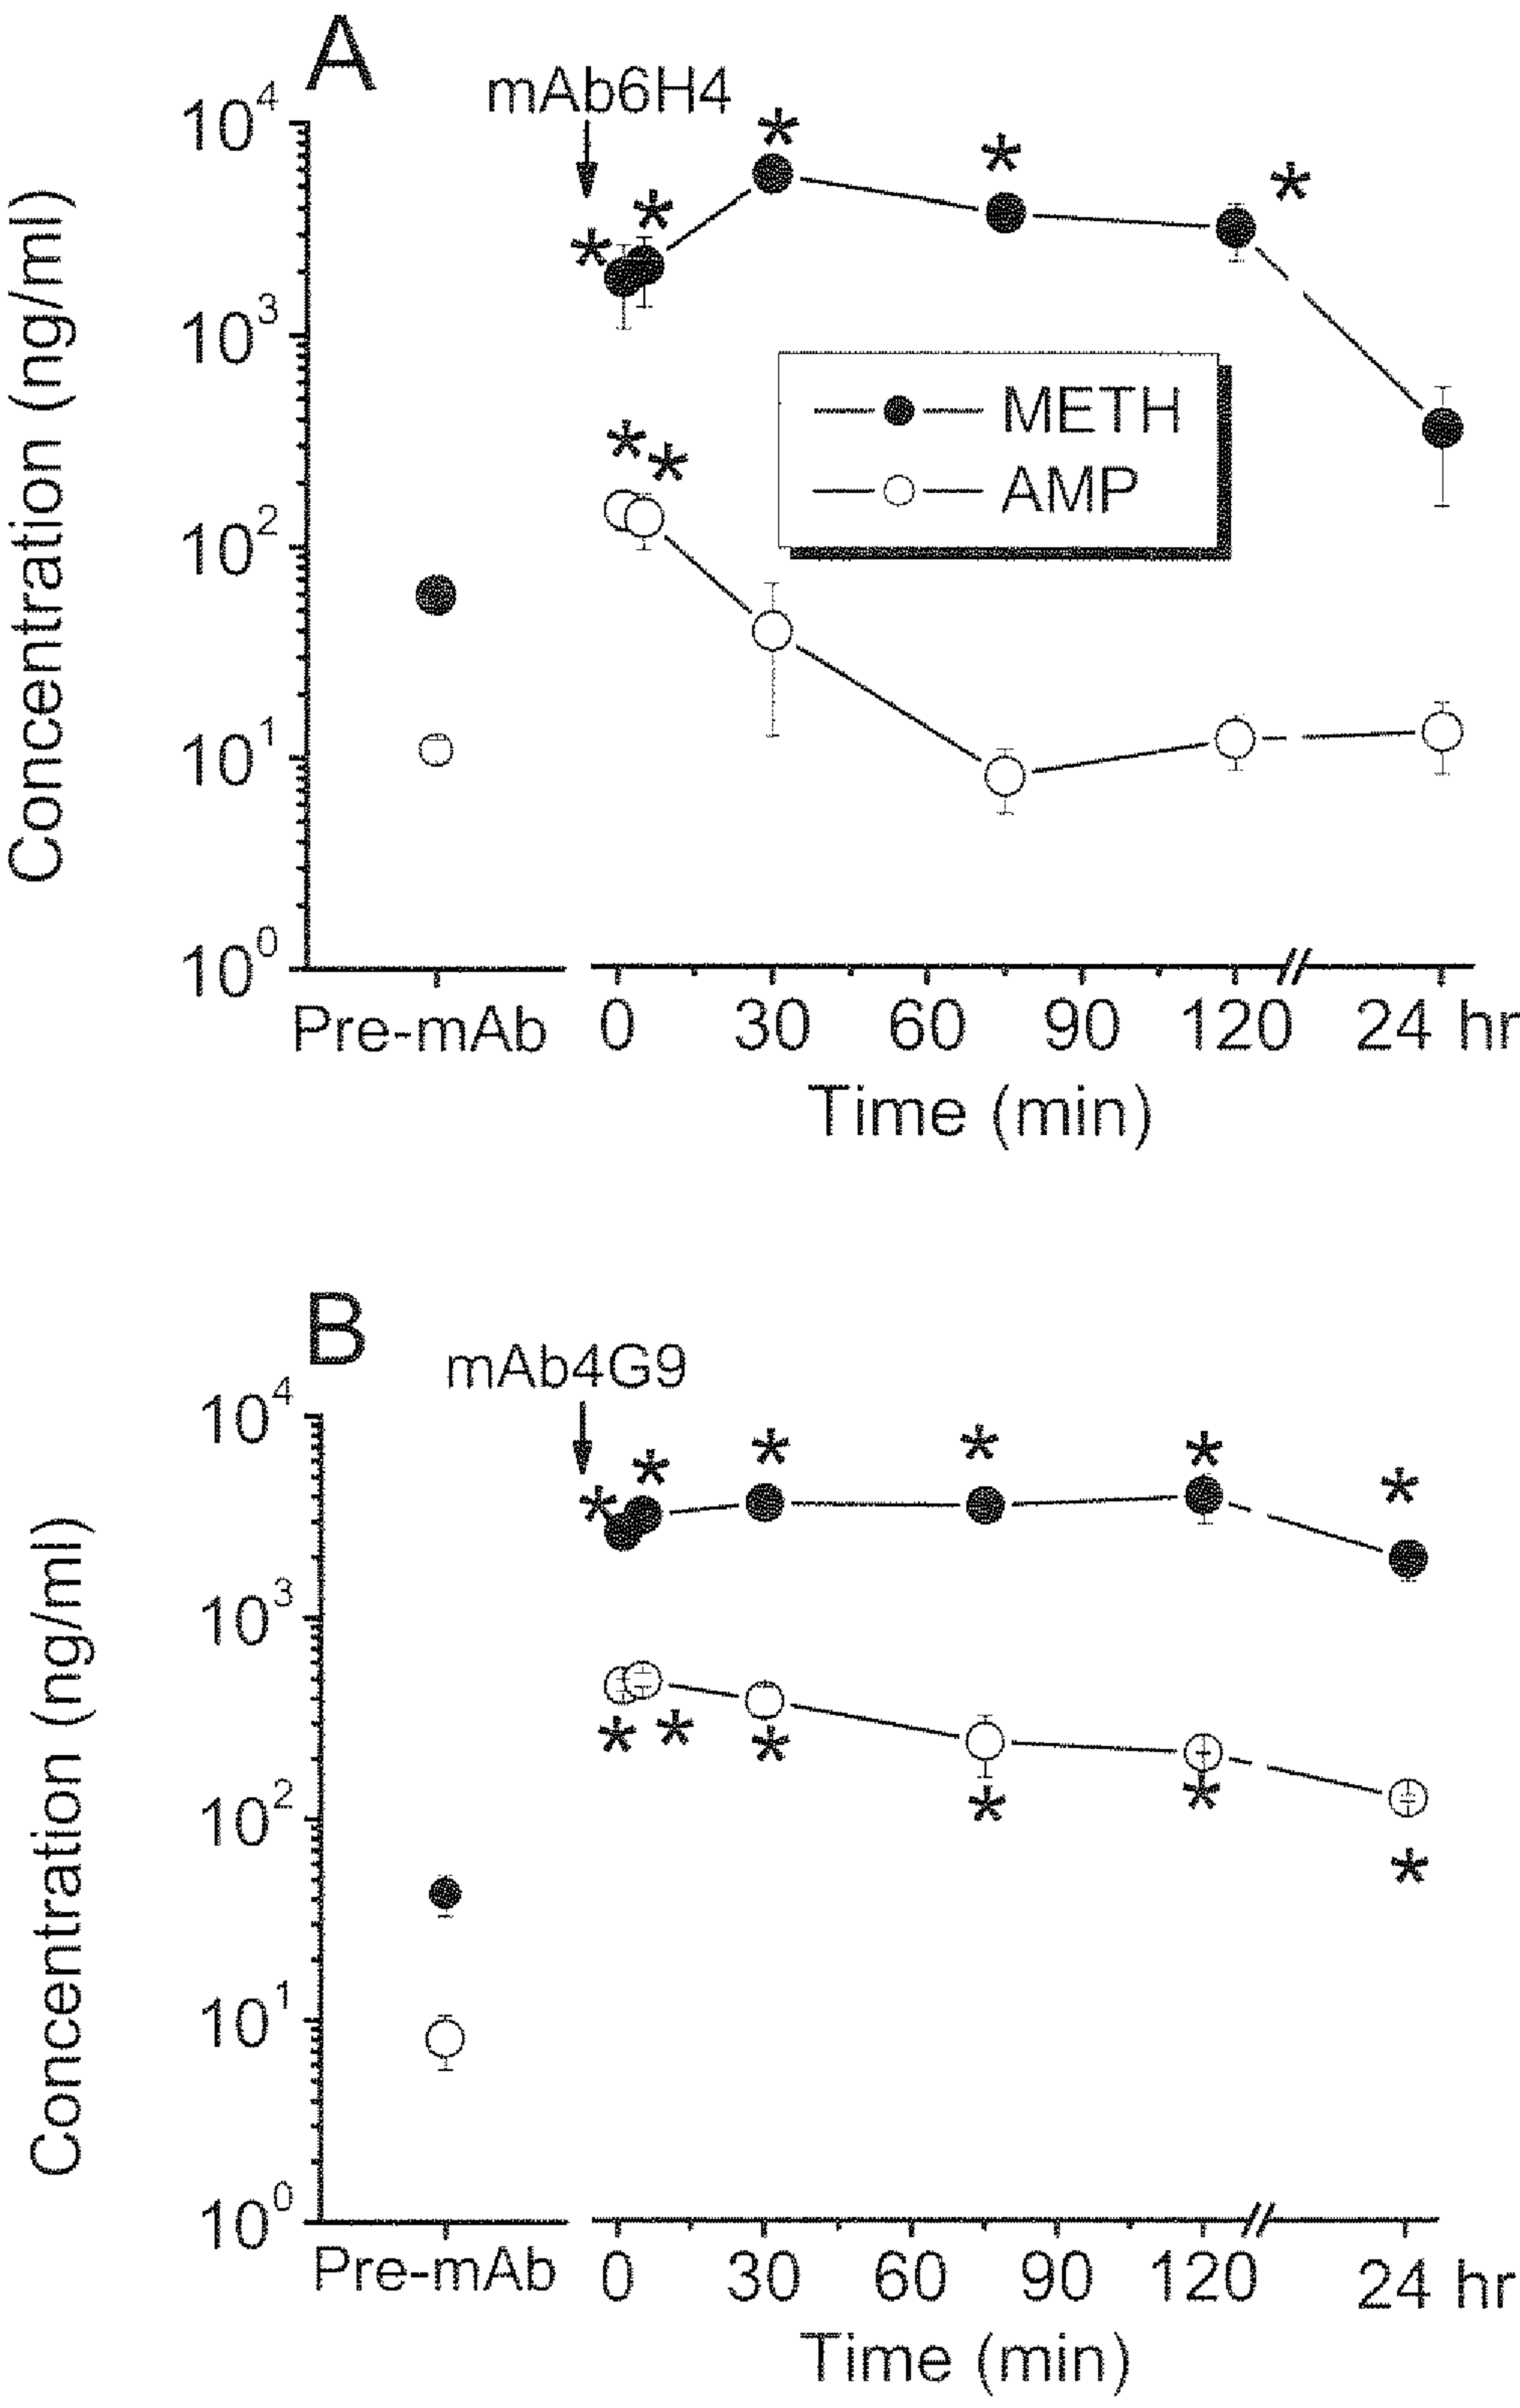 A
mAb6H4
10^4
10^3
10^2
10^1
10^0
Concentration (ng/ml)
* * * * *
* *
METH
AMP
Pre-mAb 0 30 60 90 120 24 hr
Time (min)
B
mAb4G9
10^4
10^3
10^2
10^1
10^0
Concentration (ng/ml)
* * * * * *
* * * * * *
Pre-mAb 0 30 60 90 120 24 hr
Time (min)